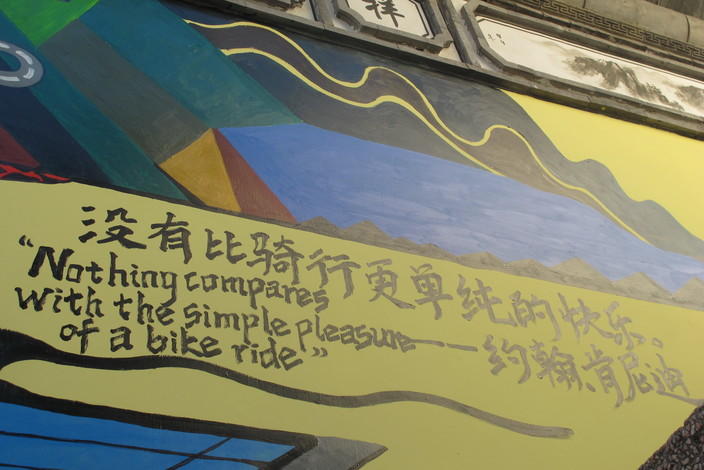 祥
没有比骑行更单纯的快乐.
"Nothing compares
with the simple pleasure——约翰.肯尼迪
of a bike ride"